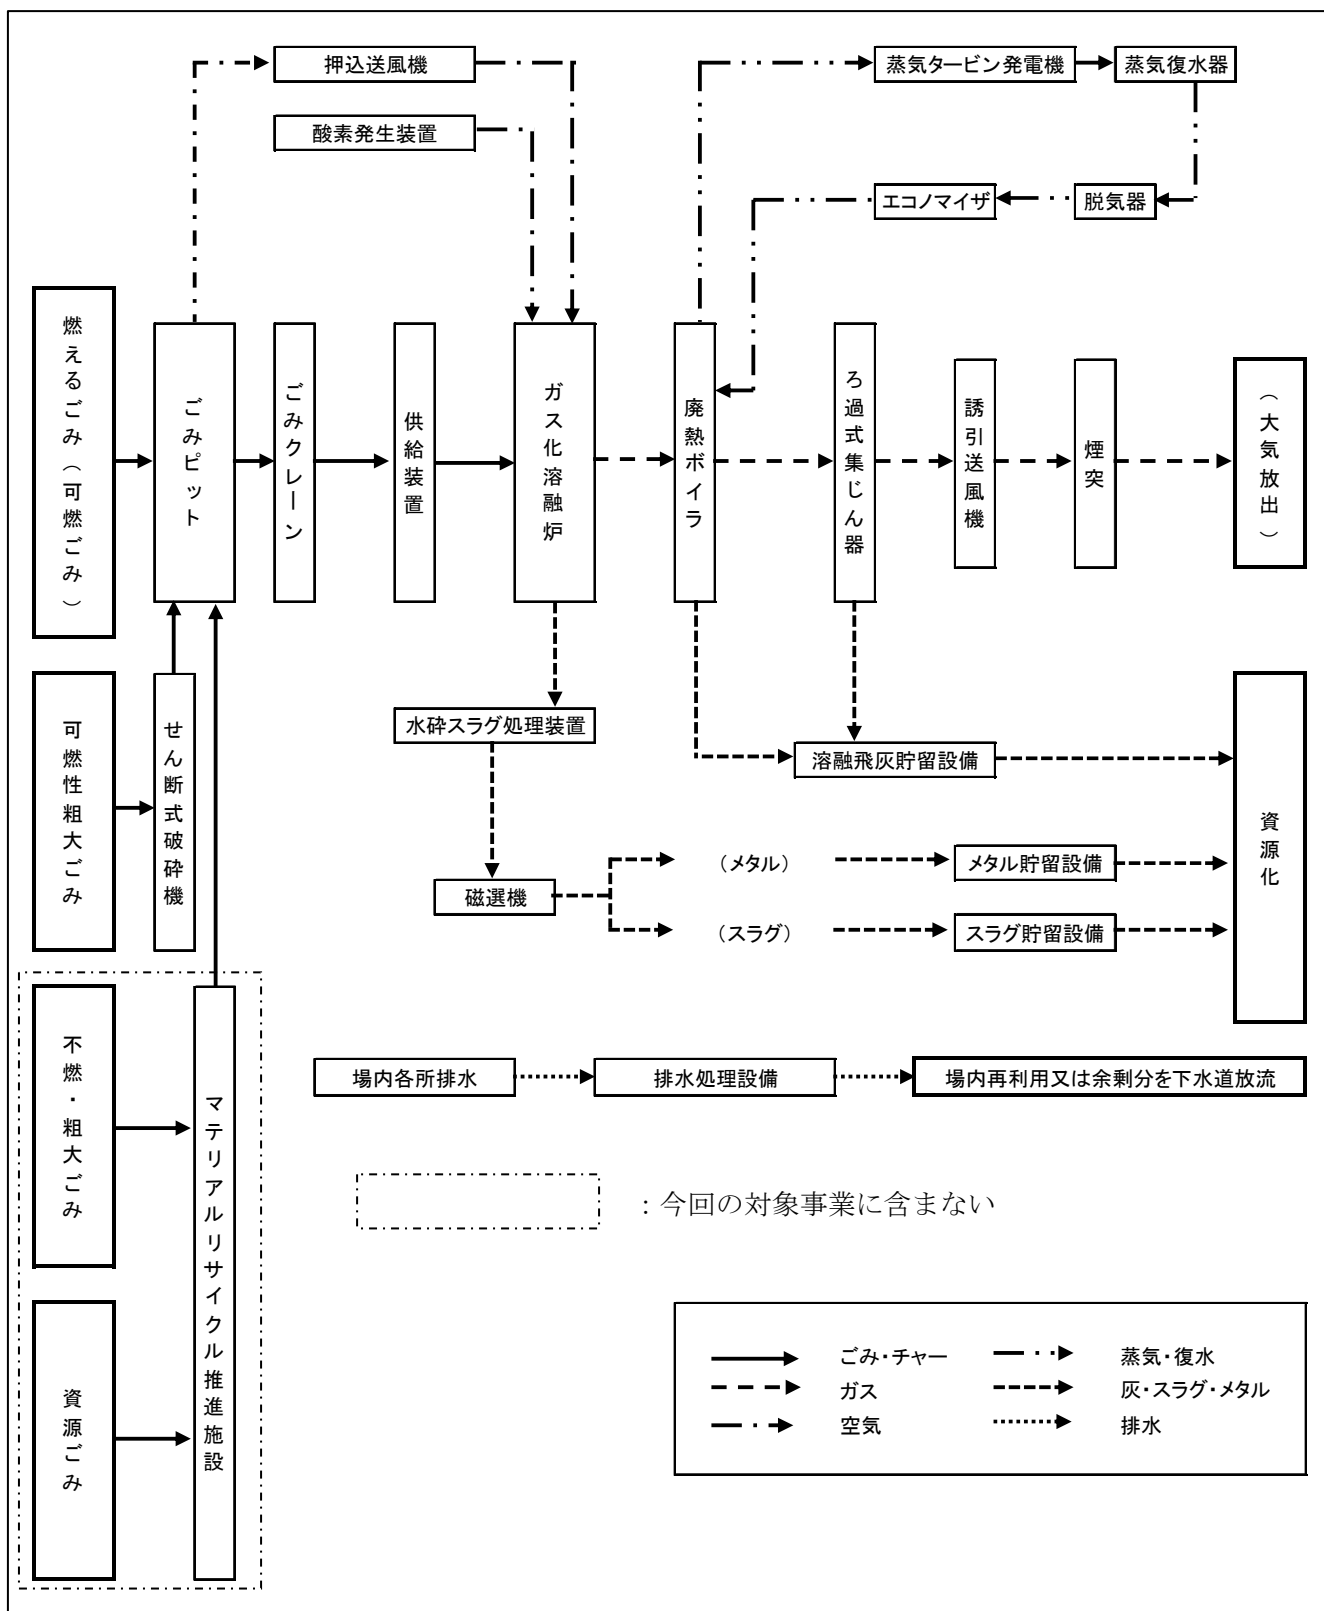 押込送風機
蒸気タービン発電機
蒸気復水器
酸素発生装置
エコノマイザ
脱気器
燃えるごみ（可燃ごみ）
ごみピット
ごみクレーン
供給装置
ガス化溶融炉
廃熱ボイラ
ろ過式集じん器
誘引送風機
煙突
（大気放出）
可燃性粗大ごみ
せん断式破砕機
水砕スラグ処理装置
溶融飛灰貯留設備
資源化
磁選機
（メタル）
メタル貯留設備
（スラグ）
スラグ貯留設備
不燃・粗大ごみ
マテリアルリサイクル推進施設
場内各所排水
排水処理設備
場内再利用又は余剰分を下水道放流
：今回の対象事業に含まない
資源ごみ
ごみ・チャー
蒸気・復水
ガス
灰・スラグ・メタル
空気
排水